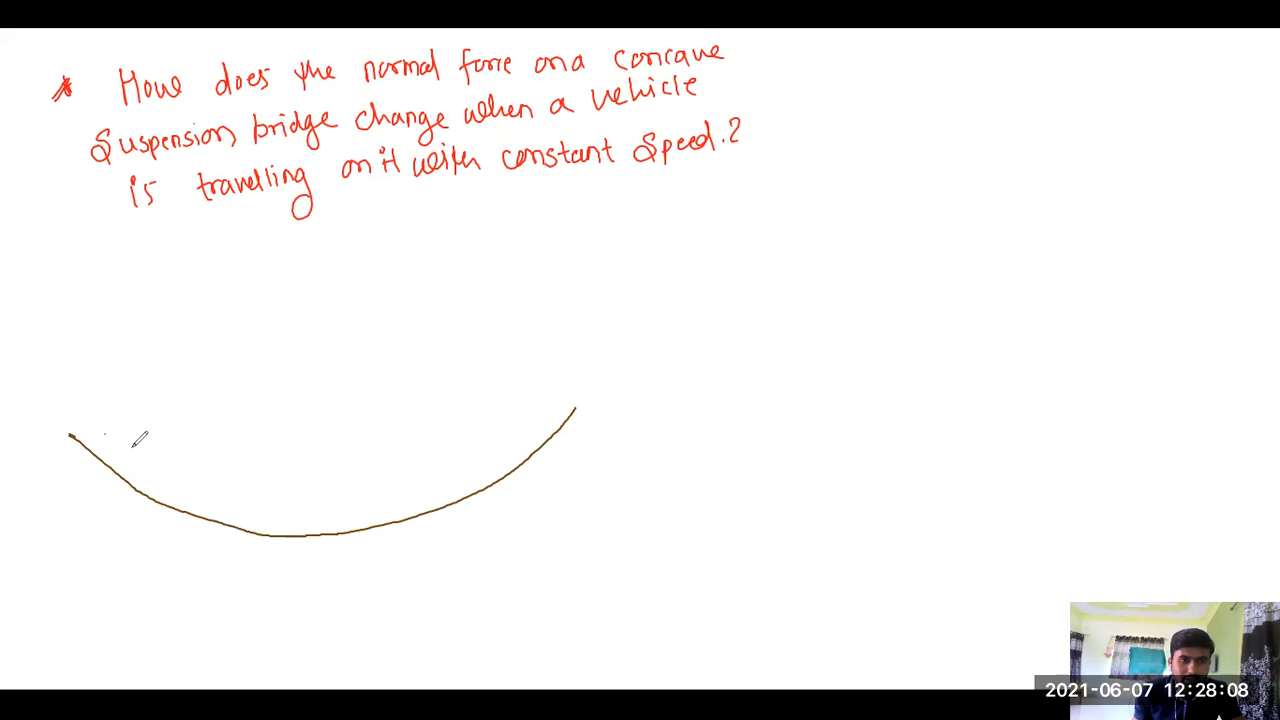 * How does the normal force on a concave
Suspension bridge change when a vehicle
is travelling on it with constant speed.?
2021-06-07 12:28:08